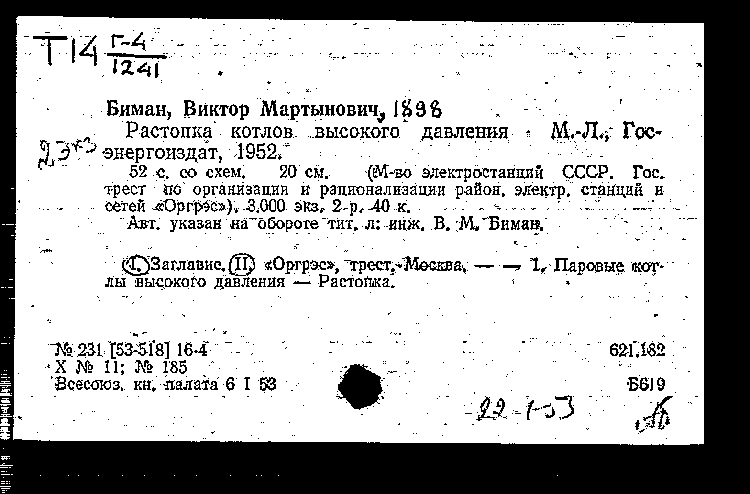 Т14 Г-4
1241
Биман, Виктор Мартынович, 1898
Растопка котлов высокого давления М.-Л., Гос-
2 экз энергоиздат, 1952.
52 с. со схем. 20 см. (М-во электростанций СССР. Гос.
трест по организации и рационализации район. электр. станций и
сетей «Оргрэс»). 3.000 экз. 2 р. 40 к.
Авт. указан на обороте тит. л: инж. В. М. Биман.
(I.) Заглавие. (II.) «Оргрэс», трест, Москва. — — 1. Паровые кот-
лы высокого давления — Растопка.
№ 231 [53-518] 16-4 621.182
X № 11; № 185
Всесоюз. кн. палата 6 I 53 Б619
22-1-53